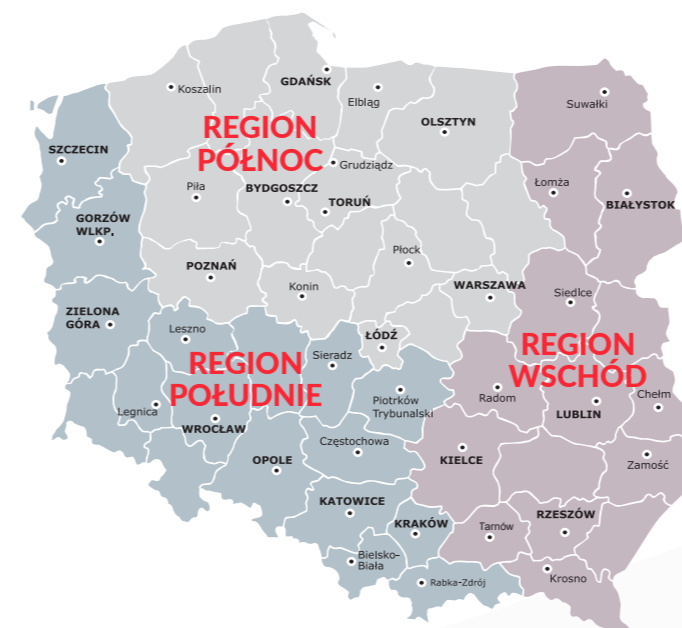 Koszalin
GDAŃSK
Elbląg
Suwałki
OLSZTYN
REGION
PÓŁNOC
SZCZECIN
Grudziądz
Piła
BYDGOSZCZ
TORUŃ
Łomża
BIAŁYSTOK
GORZÓW
WLKP.
Płock
POZNAŃ
Konin
WARSZAWA
Siedlce
ZIELONA
GÓRA
Leszno
ŁÓDŹ
REGION
POŁUDNIE
Sieradz
REGION
WSCHÓD
Piotrków
Trybunalski
Radom
Chełm
Legnica
WROCŁAW
LUBLIN
Częstochowa
OPOLE
KIELCE
Zamość
KATOWICE
KRAKÓW
Tarnów
RZESZÓW
Bielsko-
Biała
Rabka-Zdrój
Krosno